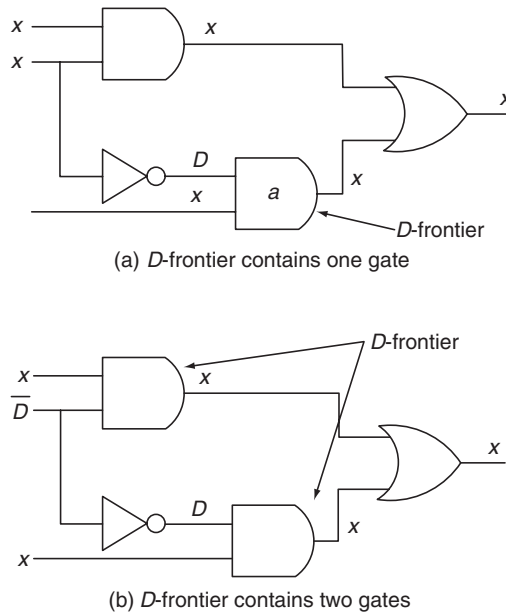 x
x
x
x
D
x
a
x
D-frontier
(a) D-frontier contains one gate
D-frontier
x
x
D̅
x
D
x
x
(b) D-frontier contains two gates